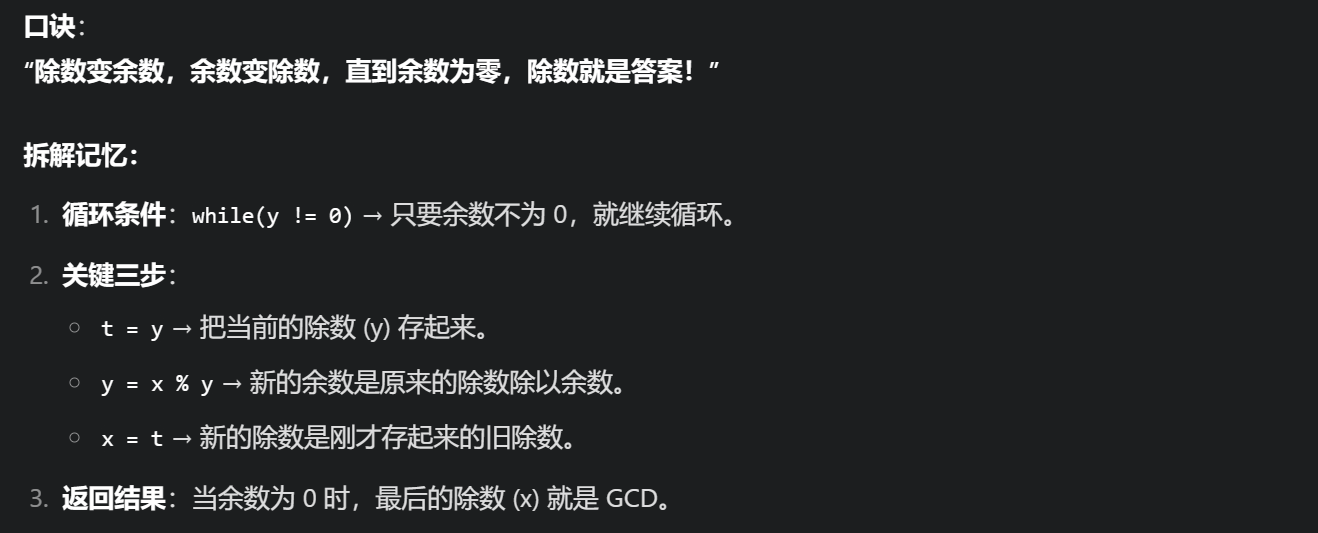 口诀：
“除数变余数，余数变除数，直到余数为零，除数就是答案！”
拆解记忆：
1. 循环条件：while(y != 0) → 只要余数不为 0，就继续循环。
2. 关键三步：
○ t = y → 把当前的除数 (y) 存起来。
○ y = x % y → 新的余数是原来的除数除以余数。
○ x = t → 新的除数是刚才存起来的旧除数。
3. 返回结果：当余数为 0 时，最后的除数 (x) 就是 GCD。